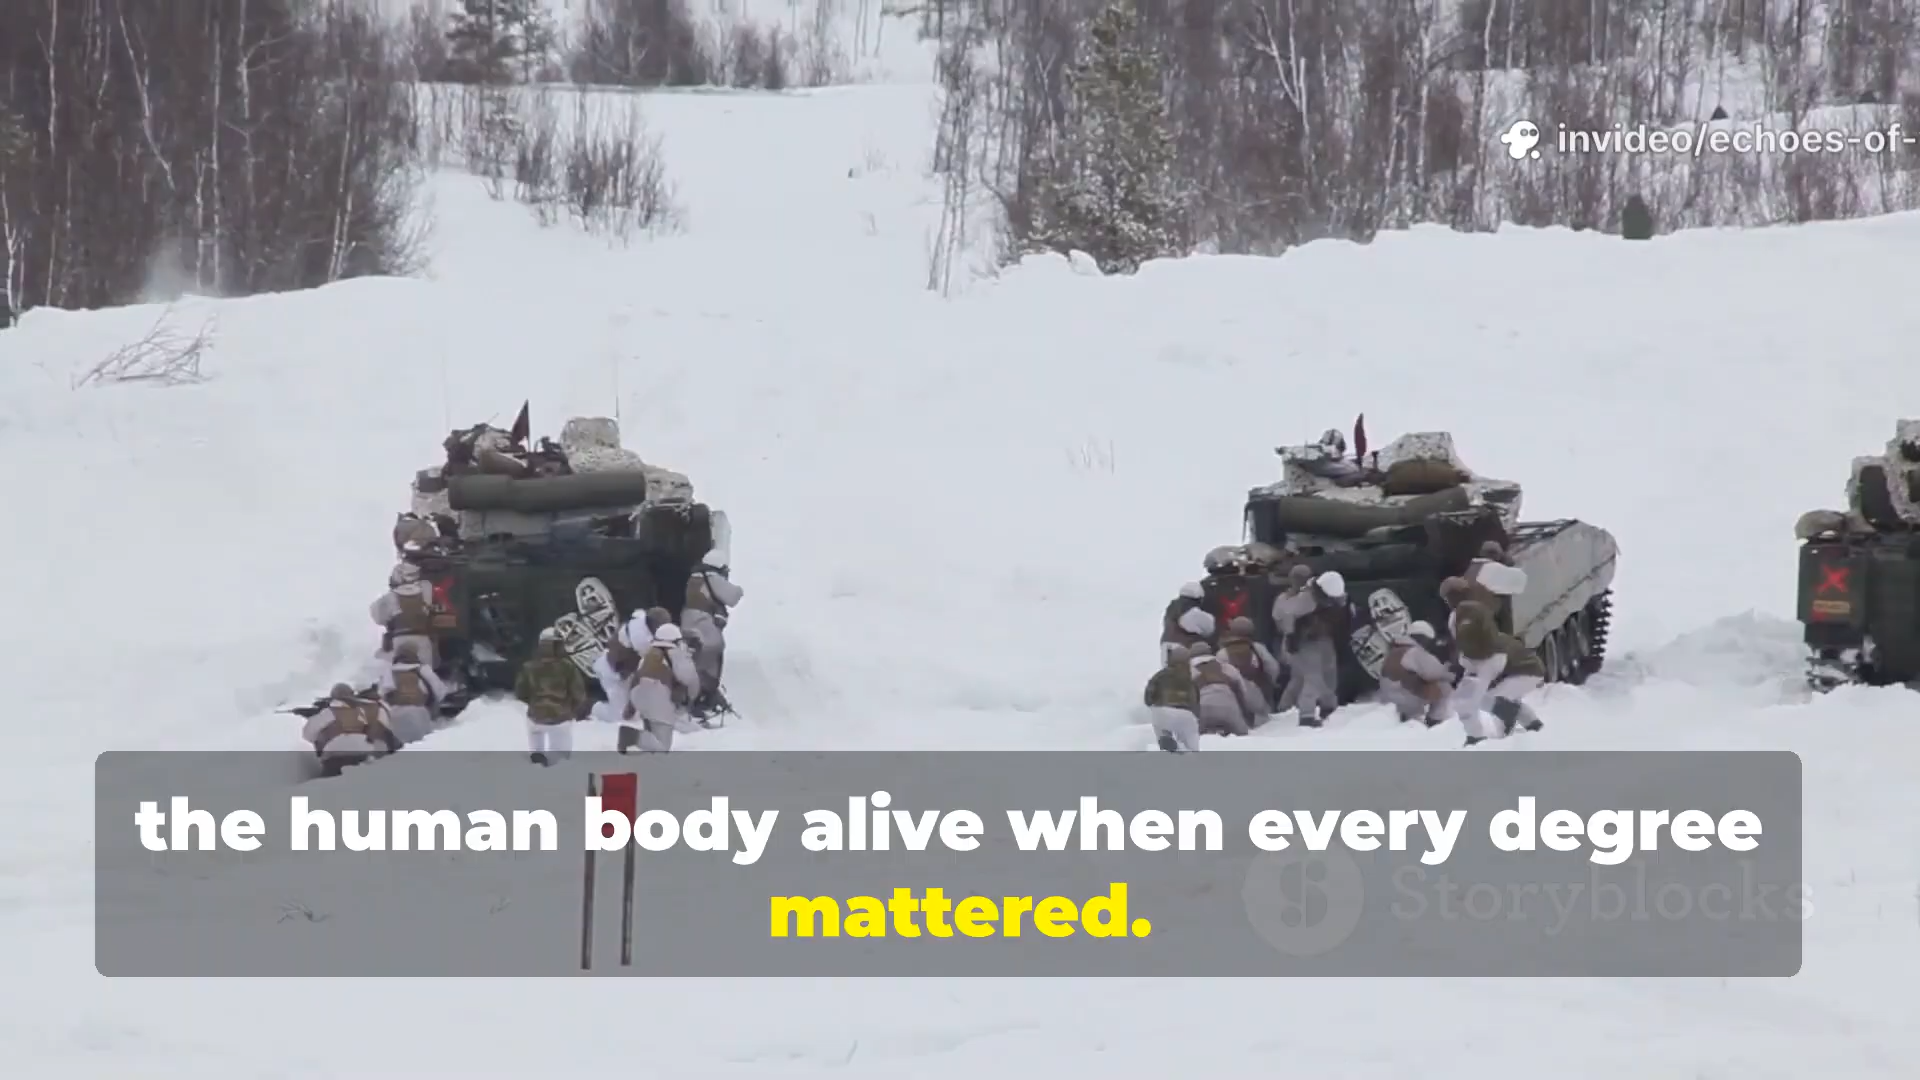 invideo/echoes-of-
the human body alive when every degree
mattered.
Storyblocks